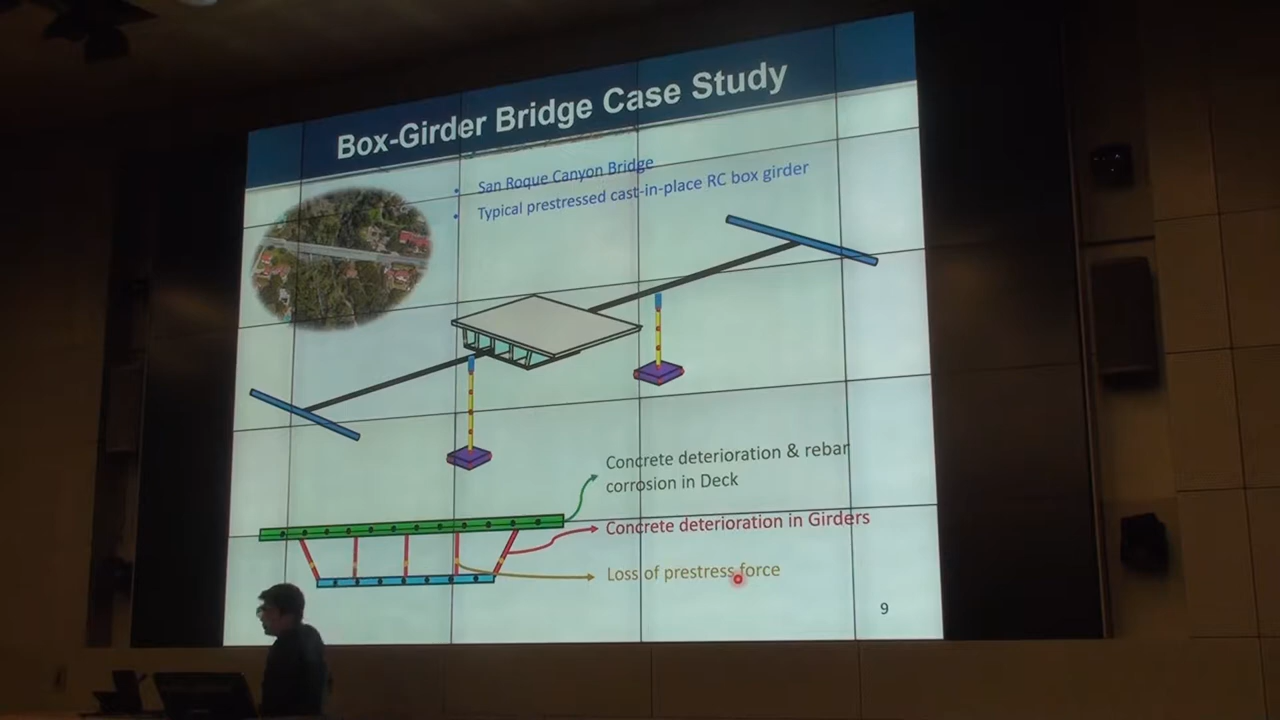 Box-Girder Bridge Case Study
• San Roque Canyon Bridge
• Typical prestressed cast-in-place RC box girder
Concrete deterioration & rebar
corrosion in Deck
Concrete deterioration in Girders
Loss of prestress force
9